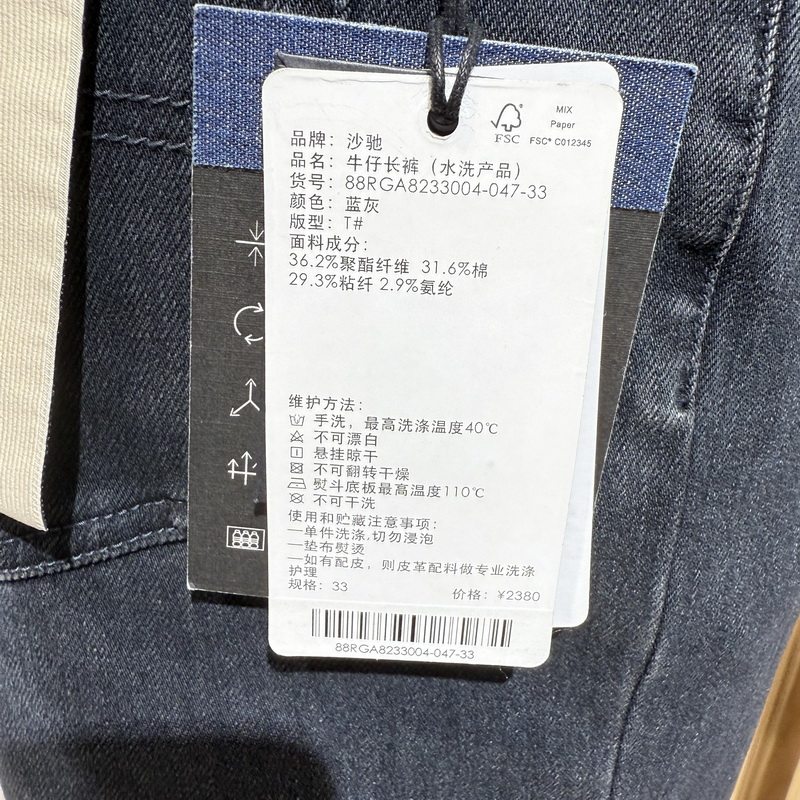 MIX
Paper
FSC
FSC® C012345
品牌：沙驰
品名：牛仔长裤（水洗产品）
货号：88RGA8233004-047-33
颜色：蓝灰
版型：T#
面料成分：
36.2%聚酯纤维 31.6%棉
29.3%粘纤 2.9%氨纶
维护方法：
手洗，最高洗涤温度40℃
不可漂白
悬挂晾干
不可翻转干燥
熨斗底板最高温度110℃
不可干洗
使用和贮藏注意事项：
—单件洗涤,切勿浸泡
—垫布熨烫
—如有配皮，则皮革配料做专业洗涤
护理
规格：33
价格：¥2380
88RGA8233004-047-33